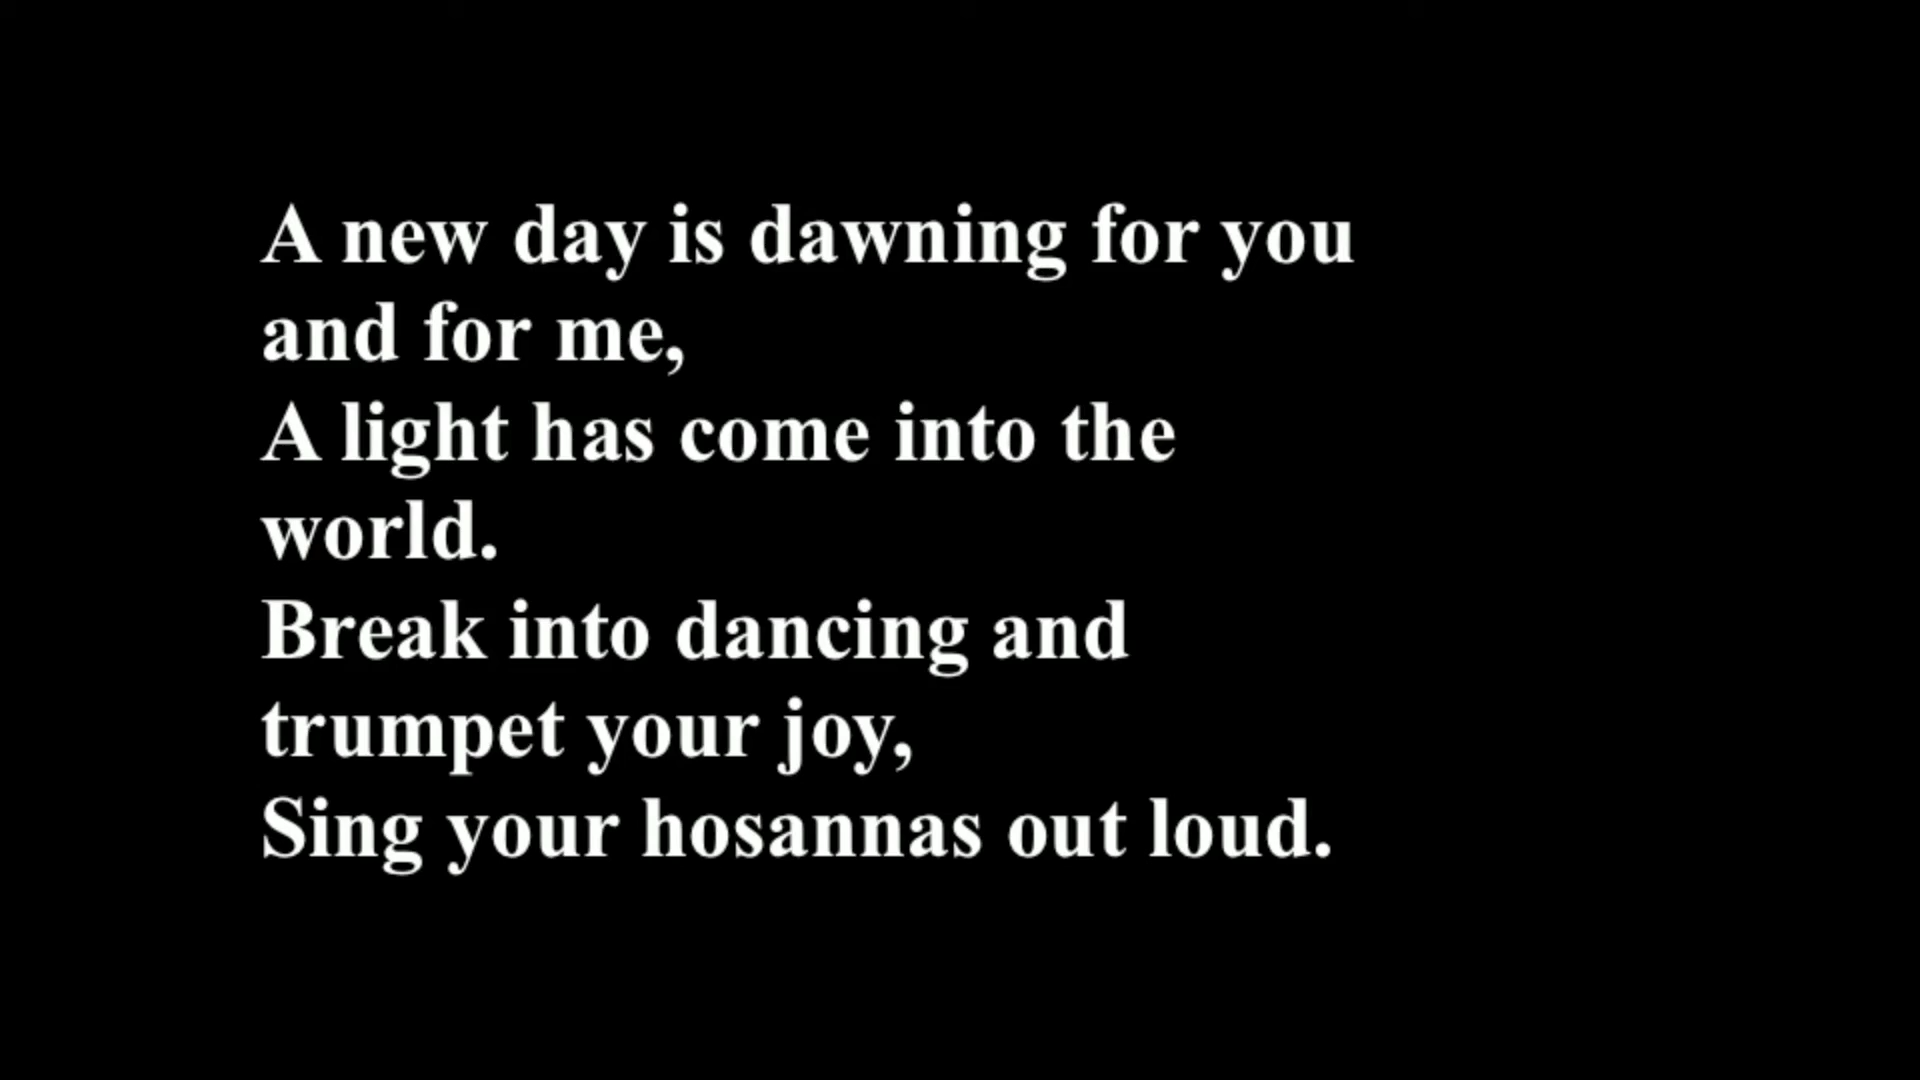 A new day is dawning for you
and for me,
A light has come into the
world.
Break into dancing and
trumpet your joy,
Sing your hosannas out loud.